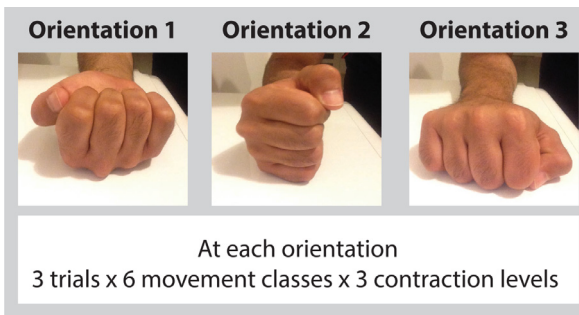 Orientation 1
Orientation 2
Orientation 3
At each orientation
3 trials x 6 movement classes x 3 contraction levels